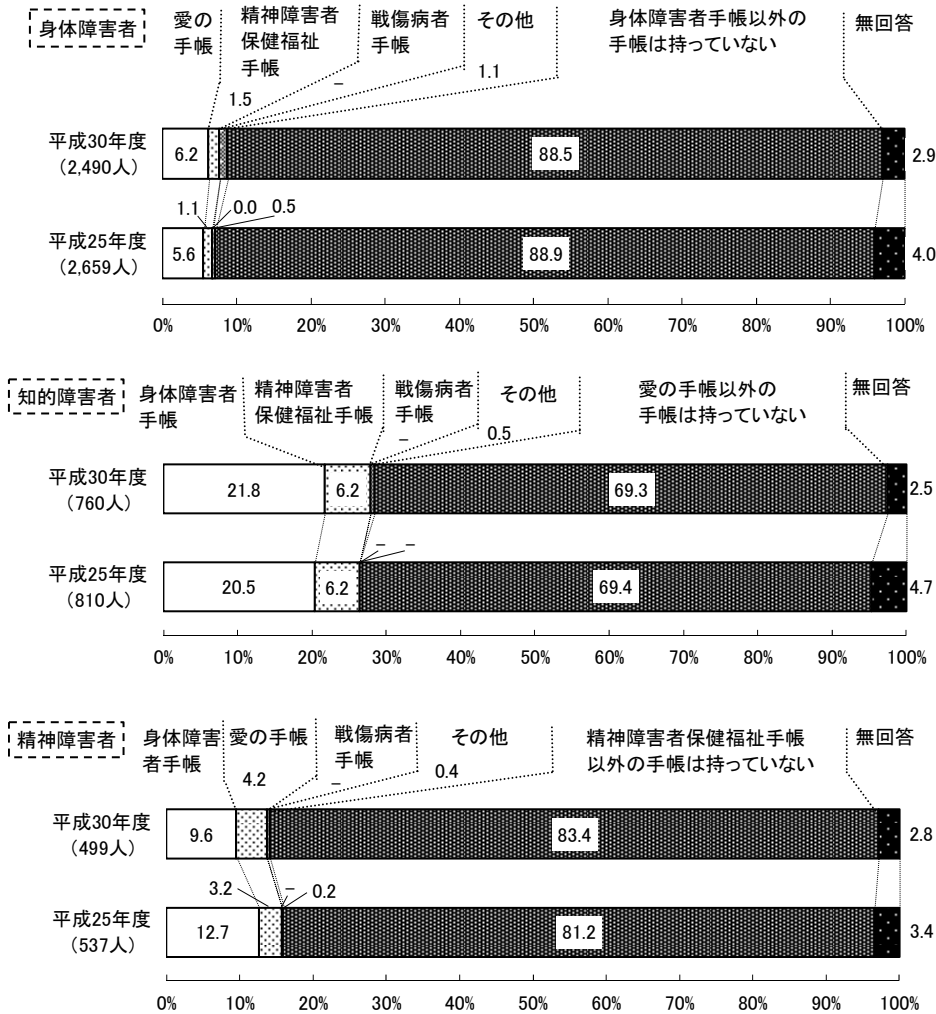 身体障害者
愛の
手帳
精神障害者
保健福祉
手帳
戦傷病者
手帳
その他
身体障害者手帳以外の
手帳は持っていない
無回答
1.5
－
1.1
平成30年度
（2,490人）
6.2
88.5
2.9
1.1
0.0
0.5
平成25年度
（2,659人）
5.6
88.9
4.0
0% 10% 20% 30% 40% 50% 60% 70% 80% 90% 100%
知的障害者
身体障害者
手帳
精神障害者
保健福祉手帳
戦傷病者
手帳
その他
愛の手帳以外の
手帳は持っていない
無回答
－
0.5
平成30年度
（760人）
21.8
6.2
69.3
2.5
－ －
平成25年度
（810人）
20.5
6.2
69.4
4.7
0% 10% 20% 30% 40% 50% 60% 70% 80% 90% 100%
精神障害者
身体障害
者手帳
愛の手帳
戦傷病者
手帳
その他
精神障害者保健福祉手帳
以外の手帳は持っていない
無回答
4.2
－
0.4
平成30年度
（499人）
9.6
83.4
2.8
3.2
－
0.2
平成25年度
（537人）
12.7
81.2
3.4
0% 10% 20% 30% 40% 50% 60% 70% 80% 90% 100%